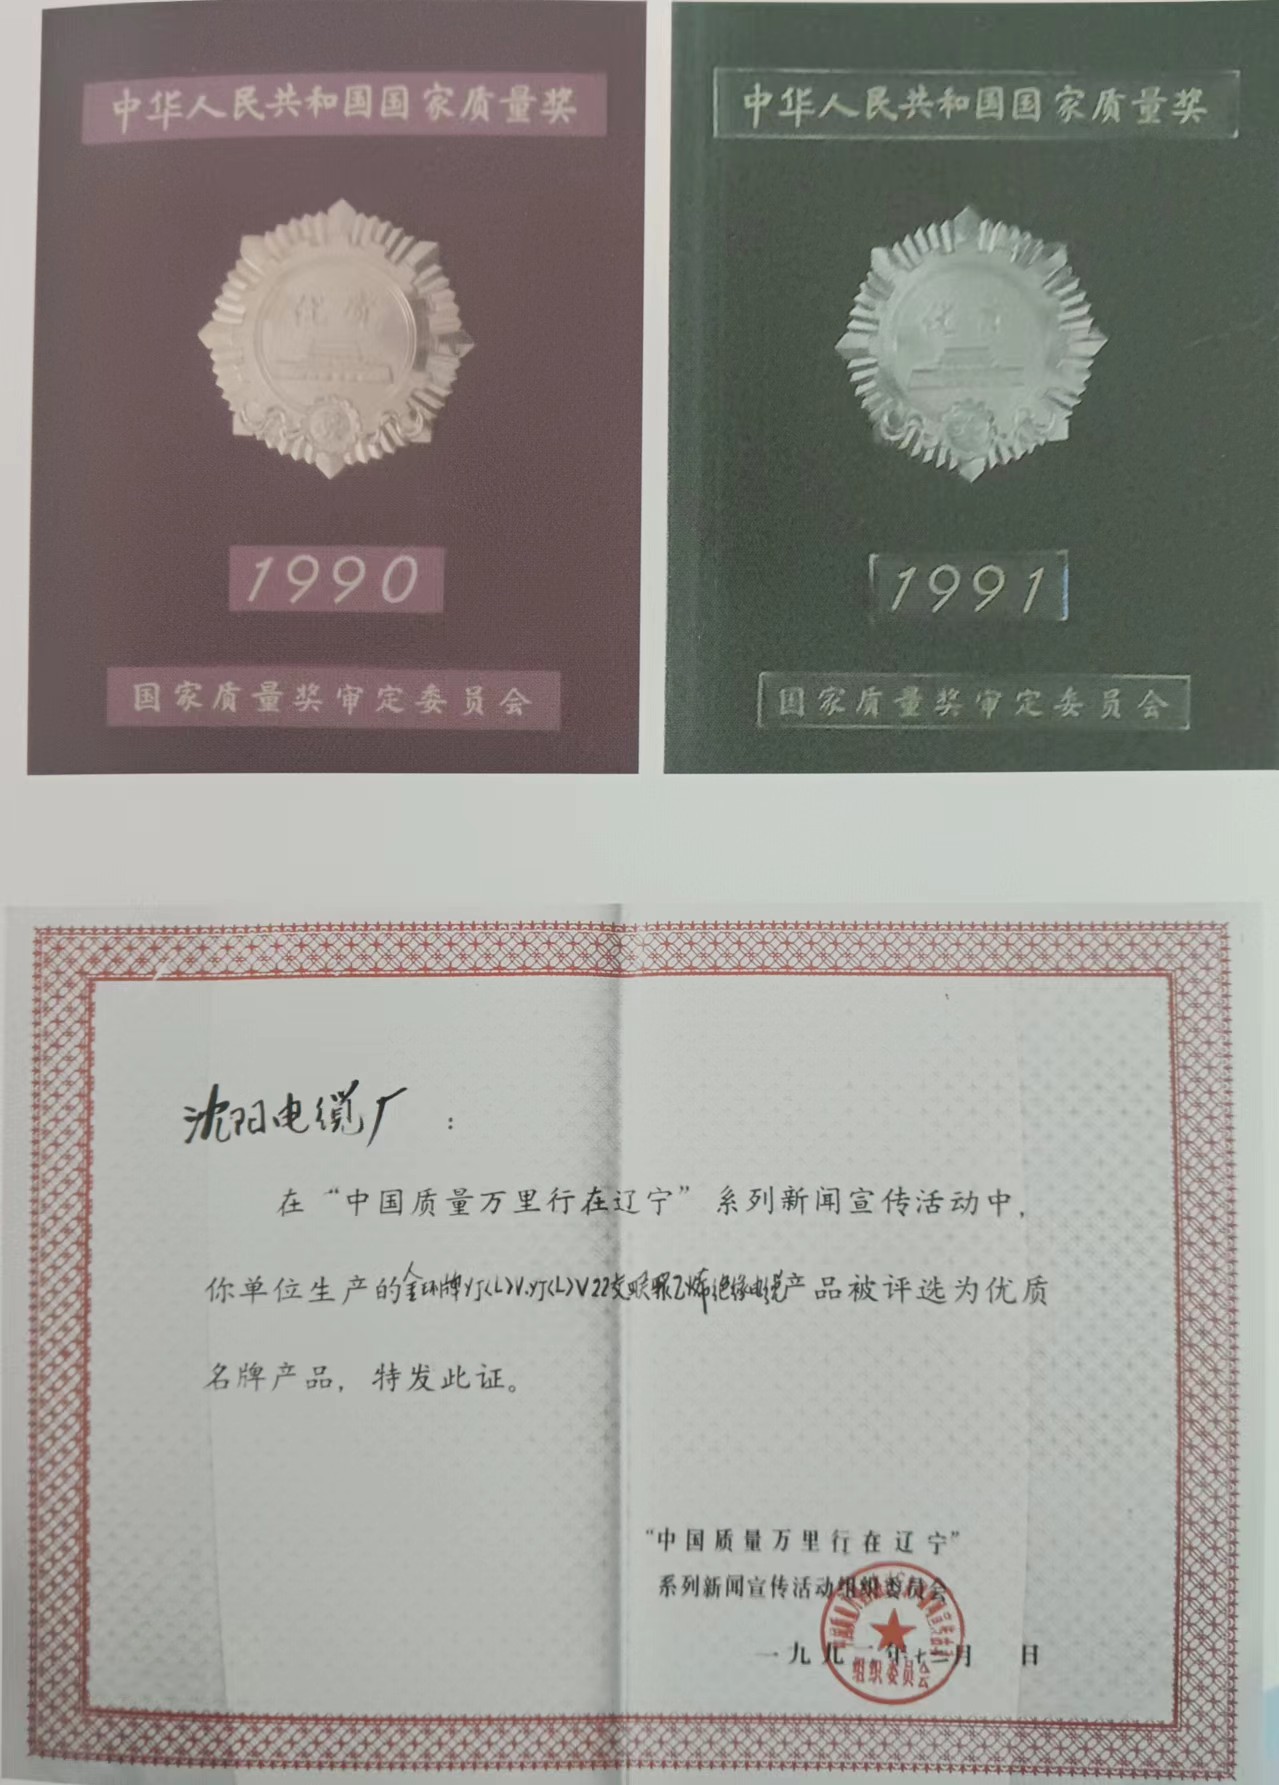 中华人民共和国国家质量奖
优质
1990
国家质量奖审定委员会
中华人民共和国国家质量奖
优质
1991
国家质量奖审定委员会
沈阳电缆厂：
在“中国质量万里行在辽宁”系列新闻宣传活动中，
你单位生产的金环牌YJ(L)V.YJ(L)V22交联聚乙烯绝缘电缆产品被评选为优质
名牌产品，特发此证。
“中国质量万里行在辽宁”
系列新闻宣传活动组织委员会
一九九 年十二月 日
组织委员会